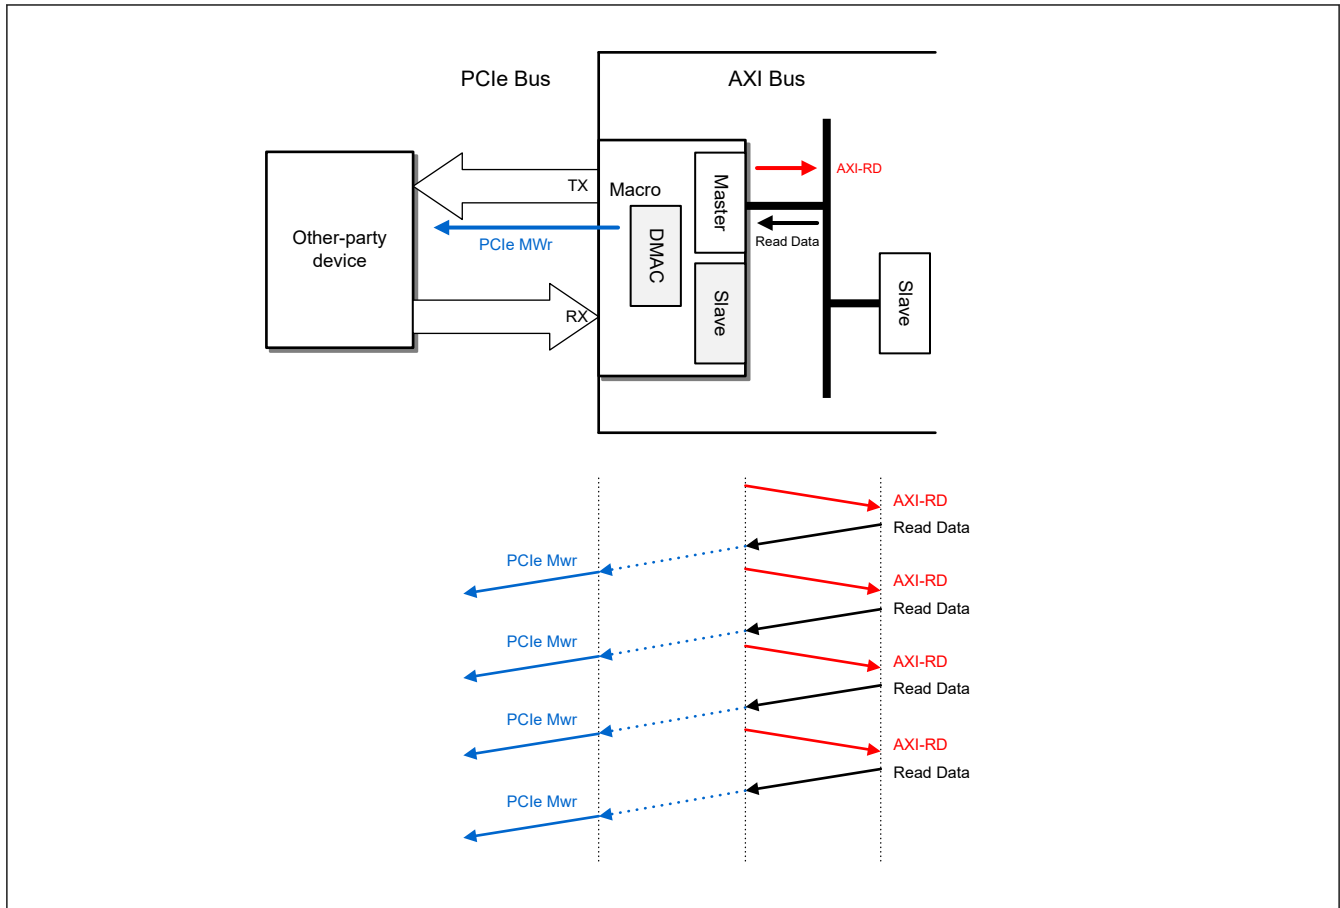 PCIe Bus
AXI Bus
TX
Macro
Master
AXI-RD
Other-party
device
PCIe MWr
DMAC
Read Data
RX
Slave
Slave
AXI-RD
Read Data
PCIe Mwr
AXI-RD
Read Data
PCIe Mwr
AXI-RD
Read Data
PCIe Mwr
AXI-RD
Read Data
PCIe Mwr